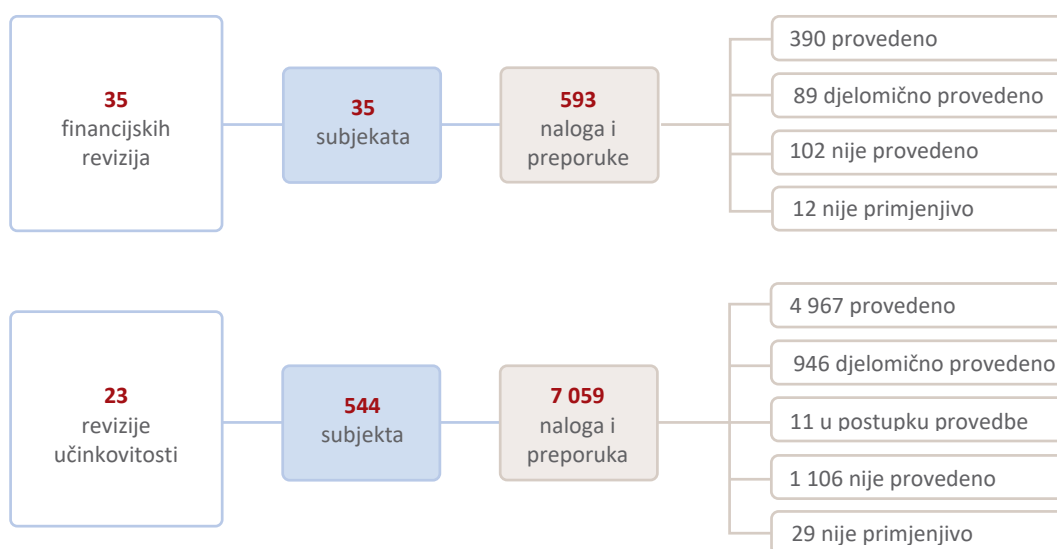 35
financijskih
revizija
35
subjekata
593
naloga i
preporuke
390 provedeno
89 djelomično provedeno
102 nije provedeno
12 nije primjenjivo
23
revizije
učinkovitosti
544
subjekta
7 059
naloga i
preporuka
4 967 provedeno
946 djelomično provedeno
11 u postupku provedbe
1 106 nije provedeno
29 nije primjenjivo